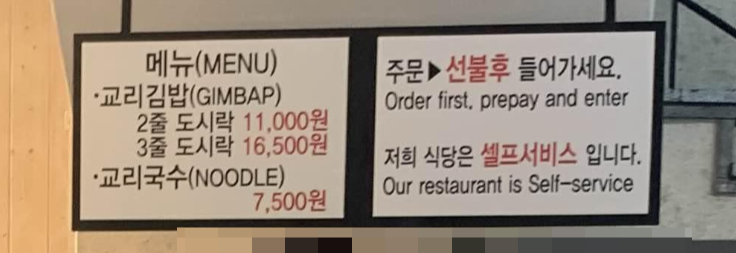 메뉴(MENU)
·교리김밥(GIMBAP)
2줄 도시락 11,000원
3줄 도시락 16,500원
·교리국수(NOODLE)
7,500원
주문▶선불후 들어가세요.
Order first, prepay and enter
저희 식당은 셀프서비스 입니다.
Our restaurant is Self-service